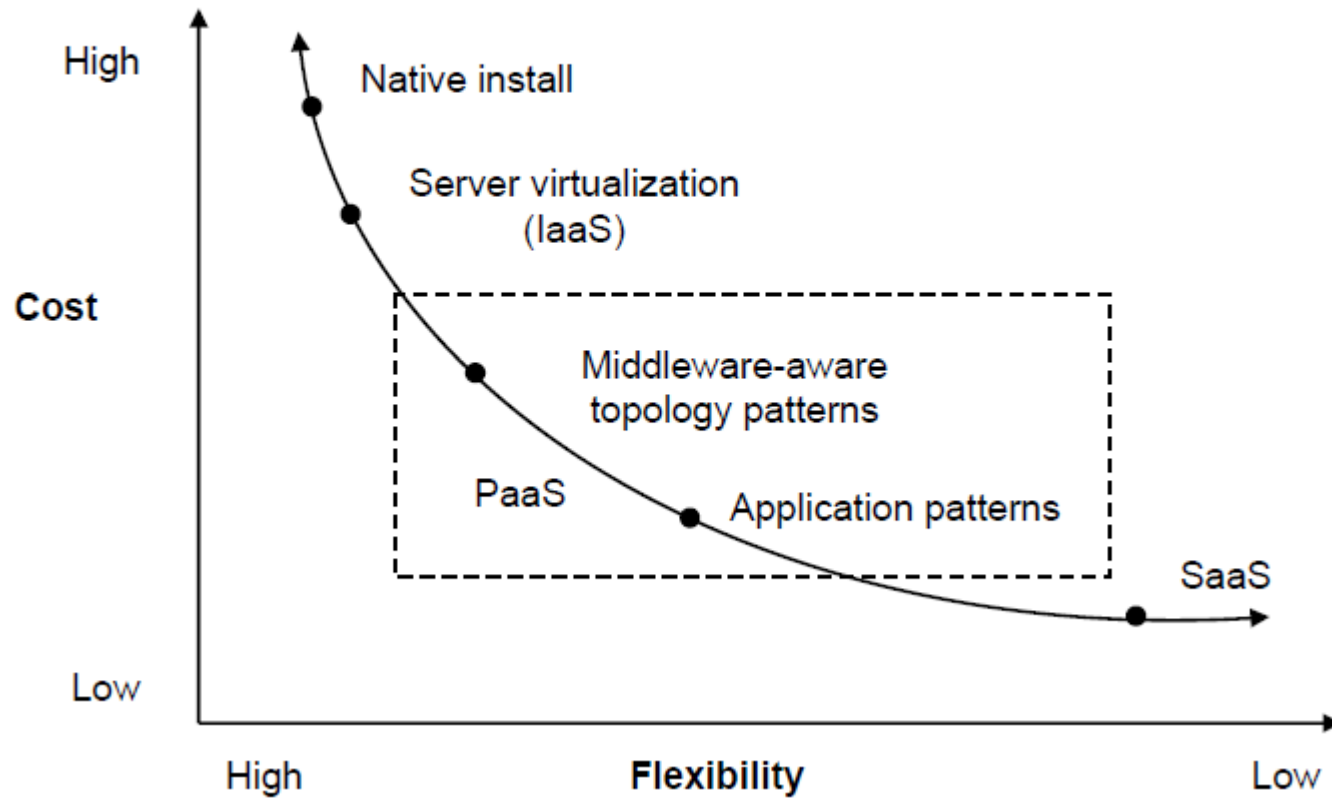 High
Native install
Server virtualization
(IaaS)
Cost
Middleware-aware
topology patterns
PaaS
Application patterns
SaaS
Low
High
Flexibility
Low